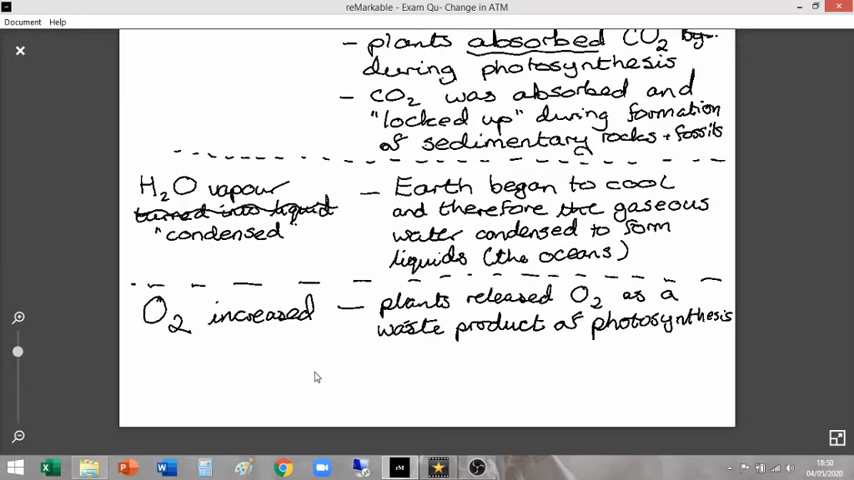 reMarkable - Exam Qu- Change in ATM
Document Help
- plants absorbed CO2
during photosynthesis
- CO2 was absorbed and
"locked up" during formation
of sedimentary rocks + fossils
H2O vapour
turned into liquid
"condensed"
- Earth began to cool
and therefore the gaseous
water condensed to form
liquids (the oceans)
O2 increased
- plants released O2 as a
waste product of photosynthesis
18:50
04/05/2020